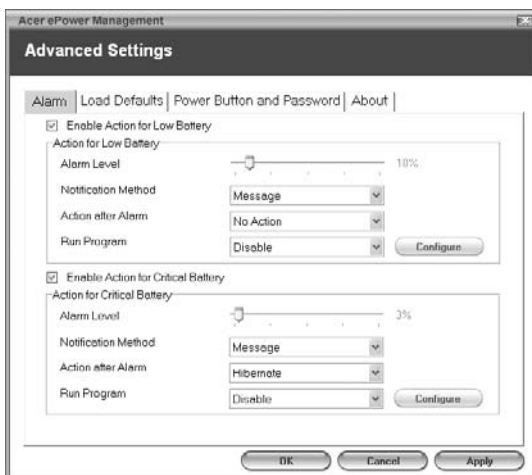 Acer ePower Management
Advanced Settings
Alarm Load Defaults Power Button and Password About
Enable Action for Low Battery
Action for Low Battery
Alarm Level 10%
Notification Method Message
Action after Alarm No Action
Run Program Disable Configure
Enable Action for Critical Battery
Action for Critical Battery
Alarm Level 3%
Notification Method Message
Action after Alarm Hibernate
Run Program Disable Configure
OK Cancel Apply